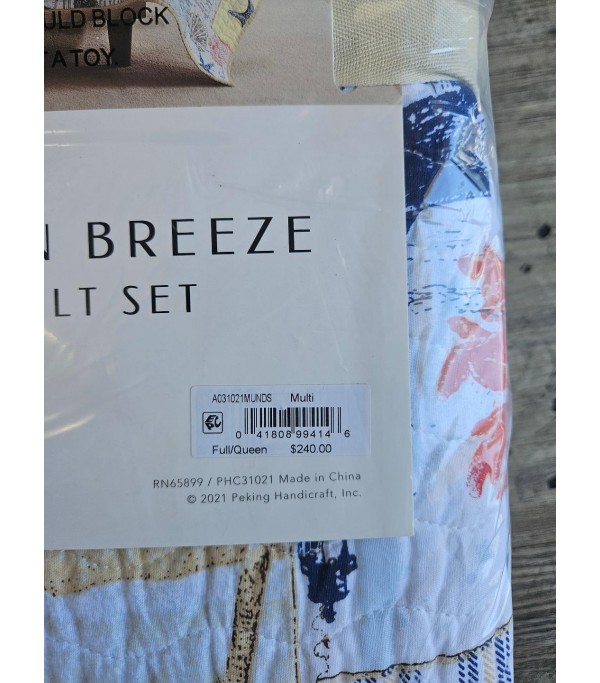 ULD BLOCK
A TOY.
N BREEZE
LT SET
A031021MUNDS Multi
0 41808 99414 6
Full/Queen $240.00
RN65899 / PHC31021 Made in China
© 2021 Peking Handicraft, Inc.